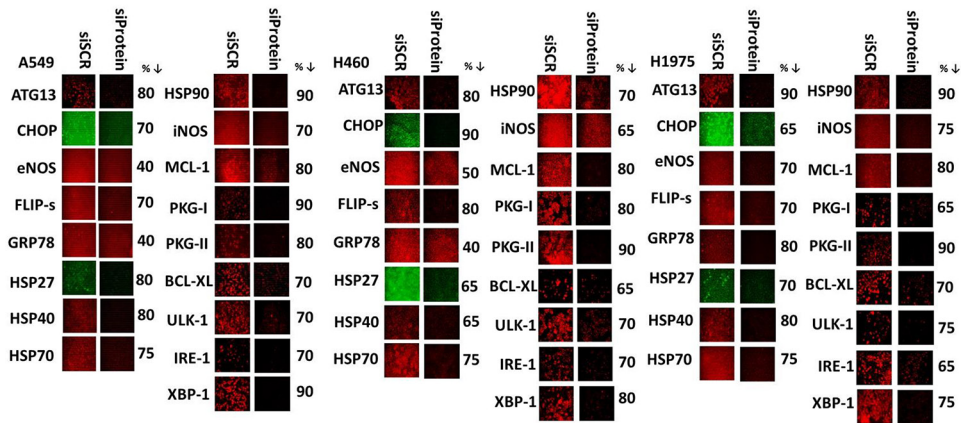 siSCR siProtein siSCR siProtein siSCR siProtein siSCR siProtein siSCR siProtein siSCR siProtein
A549 % ↓ % ↓ H460 % ↓ % ↓ H1975 % ↓ % ↓
ATG13 80 HSP90 90 ATG13 80 HSP90 70 ATG13 90 HSP90 90
CHOP 70 iNOS 70 CHOP 90 iNOS 65 CHOP 65 iNOS 75
eNOS 40 MCL-1 80 eNOS 50 MCL-1 80 eNOS 70 MCL-1 80
FLIP-s 70 PKG-I 90 FLIP-s 80 PKG-I 80 FLIP-s 70 PKG-I 65
GRP78 40 PKG-II 80 GRP78 40 PKG-II 90 GRP78 80 PKG-II 90
HSP27 80 BCL-XL 70 HSP27 65 BCL-XL 65 HSP27 70 BCL-XL 70
HSP40 80 ULK-1 70 HSP40 65 ULK-1 70 HSP40 80 ULK-1 75
HSP70 75 IRE-1 70 HSP70 75 IRE-1 70 HSP70 75 IRE-1 65
XBP-1 90 XBP-1 80 XBP-1 75